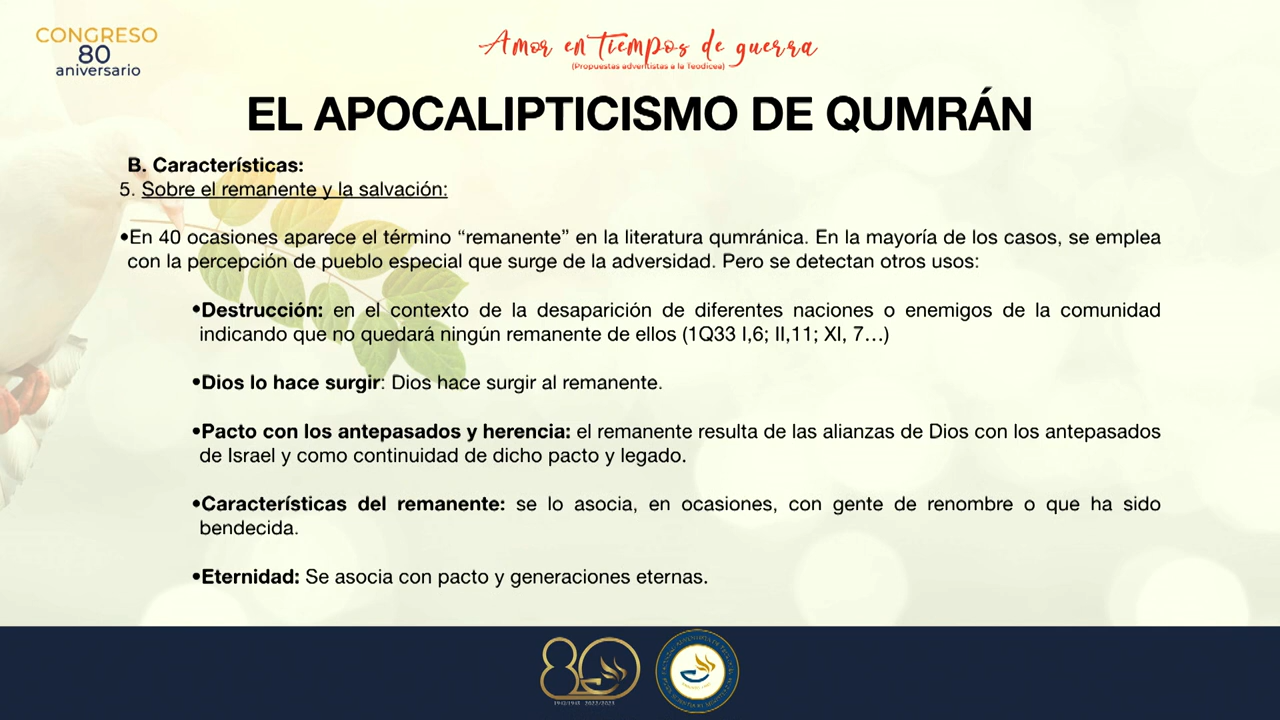 CONGRESO
80
aniversario
Amor en Tiempos de guerra
(Propuestas adventistas a la Teodicea)
EL APOCALIPTICISMO DE QUMRÁN
B. Características:
5. Sobre el remanente y la salvación:
•En 40 ocasiones aparece el término “remanente” en la literatura qumránica. En la mayoría de los casos, se emplea
con la percepción de pueblo especial que surge de la adversidad. Pero se detectan otros usos:
•Destrucción: en el contexto de la desaparición de diferentes naciones o enemigos de la comunidad
indicando que no quedará ningún remanente de ellos (1Q33 I,6; II,11; XI, 7…)
•Dios lo hace surgir: Dios hace surgir al remanente.
•Pacto con los antepasados y herencia: el remanente resulta de las alianzas de Dios con los antepasados
de Israel y como continuidad de dicho pacto y legado.
•Características del remanente: se lo asocia, en ocasiones, con gente de renombre o que ha sido
bendecida.
•Eternidad: Se asocia con pacto y generaciones eternas.
80